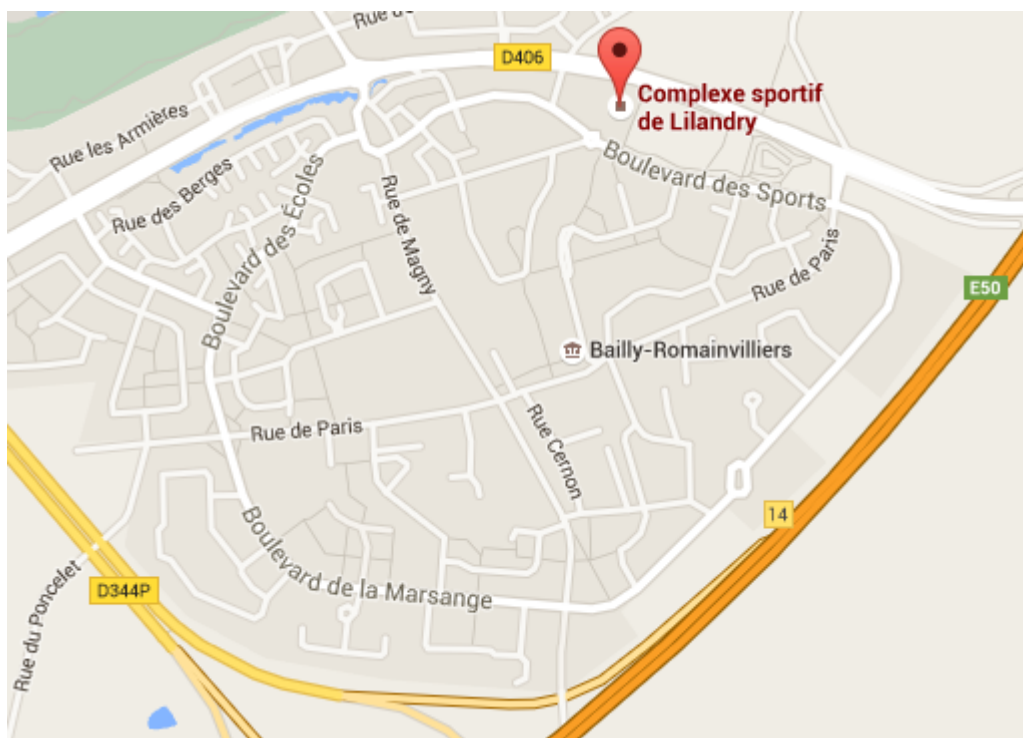 Rue de
D406
Complexe sportif
de Lilandry
Rue les Armières
Boulevard des Sports
Rue des Berges
Boulevard des Écoles
Rue de Magny
Rue de Paris
E50
Bailly-Romainvilliers
Rue de Paris
Rue Cernon
14
Boulevard de la Marsange
D344P
Rue du Poncelet